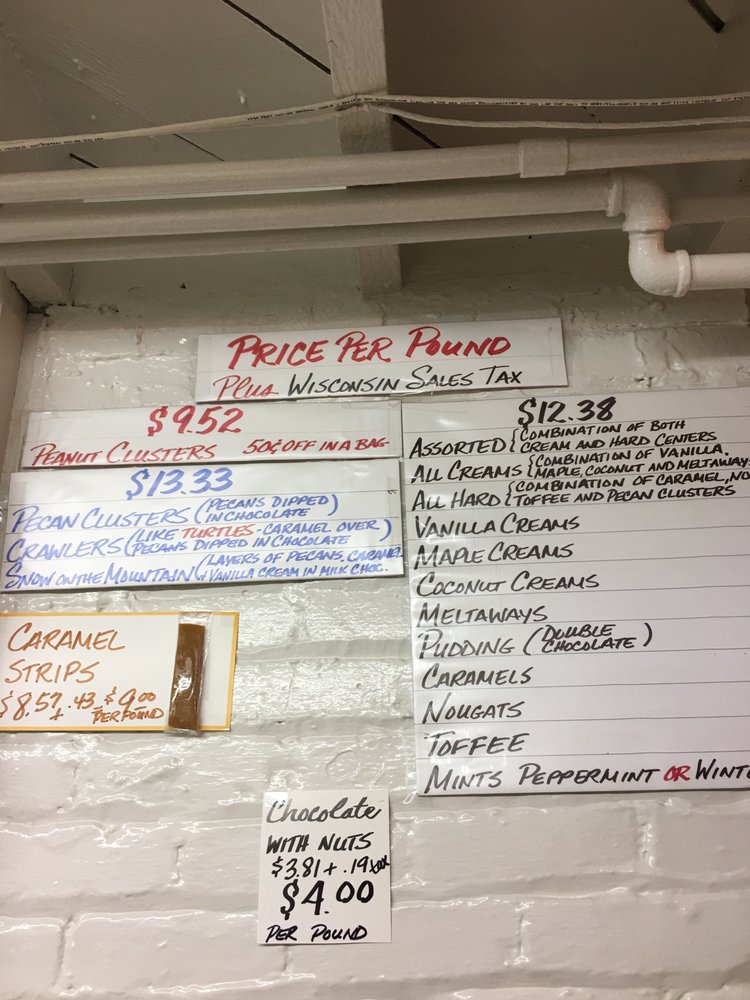 PRICE PER POUND
PLUS WISCONSIN SALES TAX
$9.52
PEANUT CLUSTERS 50¢ OFF IN A BAG
$13.33
PECAN CLUSTERS (PECANS DIPPED IN CHOCOLATE)
CRAWLERS (LIKE TURTLES - CARAMEL OVER PECANS DIPPED IN CHOCOLATE)
SNOW ON THE MOUNTAIN (LAYERS OF PECANS, CARAMEL + VANILLA CREAM IN MILK CHOC.
$12.38
ASSORTED { COMBINATION OF BOTH CREAM AND HARD CENTERS
ALL CREAMS { COMBINATION OF VANILLA, MAPLE, COCONUT AND MELTAWAYS
ALL HARD { COMBINATION OF CARAMEL, NO TOFFEE AND PECAN CLUSTERS
VANILLA CREAMS
MAPLE CREAMS
COCONUT CREAMS
MELTAWAYS
PUDDING (DOUBLE CHOCOLATE)
CARAMELS
NOUGATS
TOFFEE
MINTS PEPPERMINT OR WINT
CARAMEL
STRIPS
$8.57 + .43 = $9.00
PER POUND
Chocolate
WITH NUTS
$3.81 + .19
$4.00
PER POUND